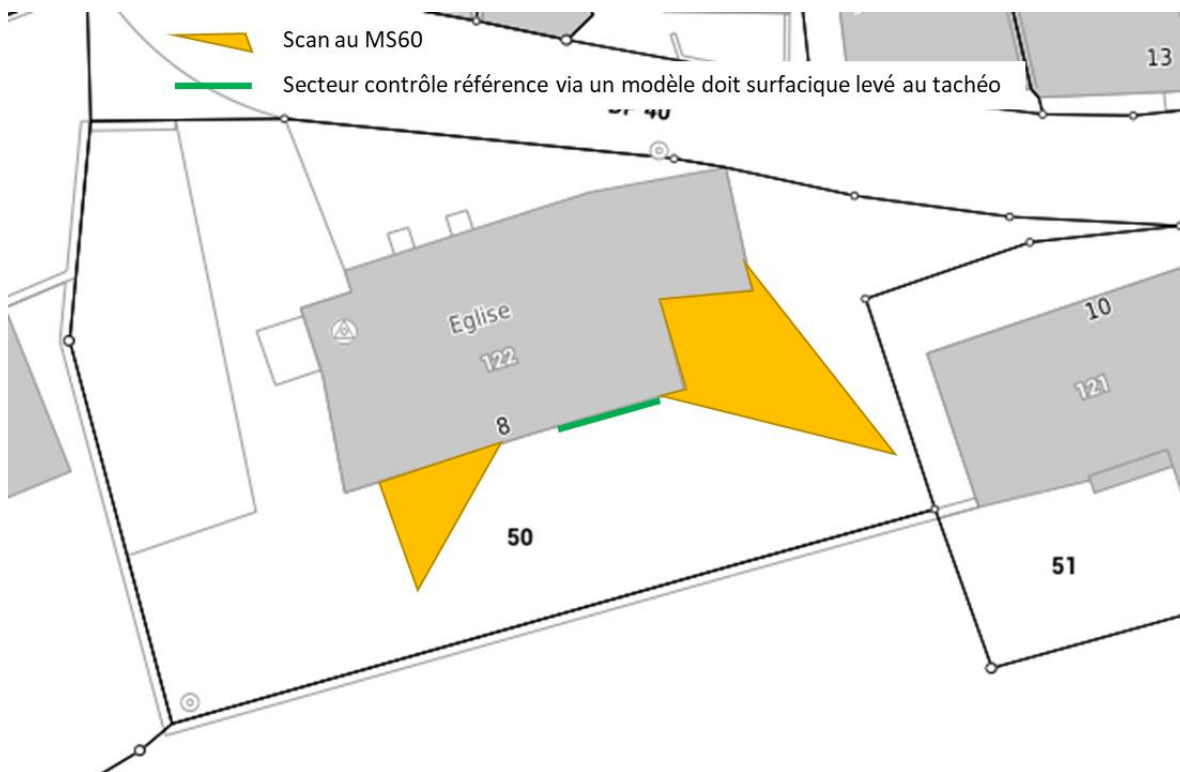 Scan au MS60
13
Secteur contrôle référence via un modèle doit surfacique levé au tachéo
Eglise
10
122
121
8
50
51